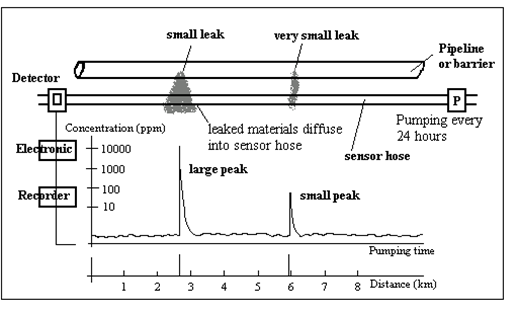 small leak
very small leak
Pipeline
or barrier
Detector
P
Pumping every
24 hours
leaked materials diffuse
into sensor hose
sensor hose
Concentration (ppm)
Electronic
Recorder
10000
1000
100
10
large peak
small peak
Pumping time
1 2 3 4 5 6 7 8 Distance (km)